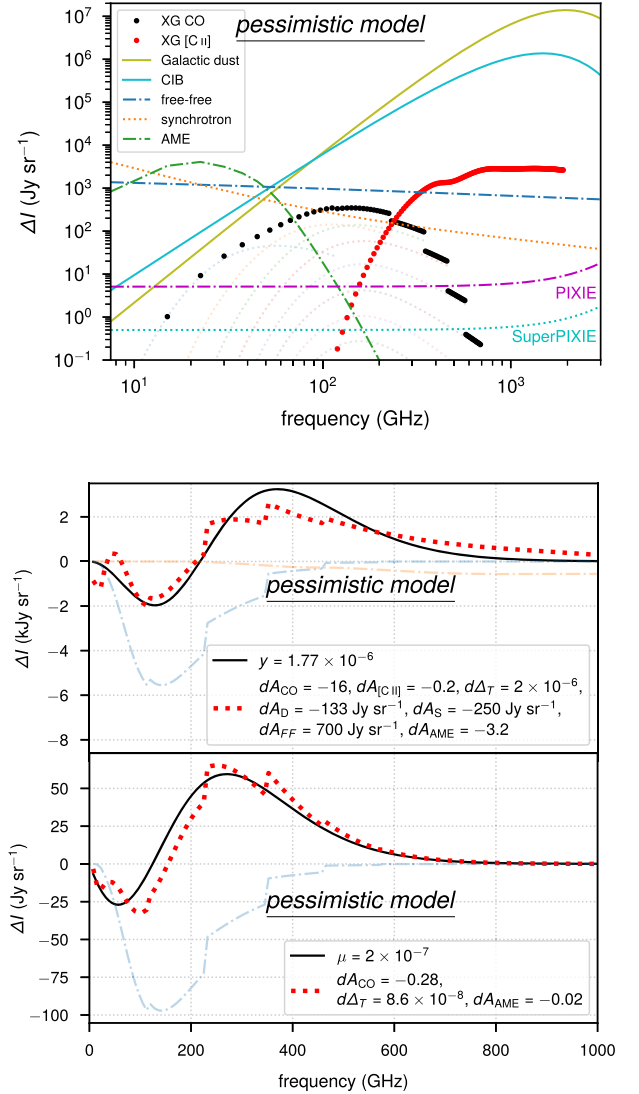 pessimistic model
XG CO
XG [C II]
Galactic dust
CIB
free-free
synchrotron
AME
10⁷
10⁶
10⁵
10⁴
10³
10²
10¹
10⁰
10⁻¹
ΔI (Jy sr⁻¹)
PIXIE
SuperPIXIE
10¹
10²
10³
frequency (GHz)
2
0
−2
−4
−6
−8
ΔI (kJy sr⁻¹)
pessimistic model
y = 1.77 × 10⁻⁶
dA_CO = −16, dA_[C II] = −0.2, dΔ_T = 2 × 10⁻⁶,
dA_D = −133 Jy sr⁻¹, dA_S = −250 Jy sr⁻¹,
dA_FF = 700 Jy sr⁻¹, dA_AME = −3.2
50
25
0
−25
−50
−75
−100
ΔI (Jy sr⁻¹)
pessimistic model
μ = 2 × 10⁻⁷
dA_CO = −0.28,
dΔ_T = 8.6 × 10⁻⁸, dA_AME = −0.02
0
200
400
600
800
1000
frequency (GHz)